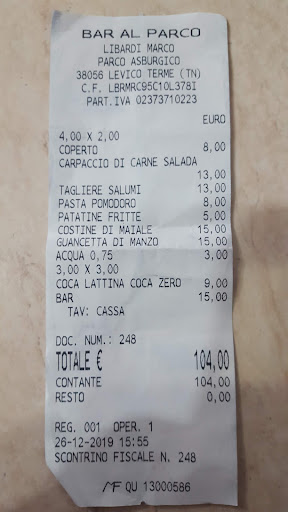 BAR AL PARCO
LIBARDI MARCO
PARCO ASBURGICO
38056 LEVICO TERME (TN)
C.F. LBRMRC95C10L378I
PART.IVA 02373710223
EURO
4,00 X 2,00
COPERTO 8,00
CARPACCIO DI CARNE SALADA
13,00
TAGLIERE SALUMI 13,00
PASTA POMODORO 8,00
PATATINE FRITTE 5,00
COSTINE DI MAIALE 15,00
GUANCETTA DI MANZO 15,00
ACQUA 0,75 3,00
3,00 X 3,00
COCA LATTINA COCA ZERO 9,00
BAR 15,00
TAV: CASSA
DOC. NUM.: 248
TOTALE € 104,00
CONTANTE 104,00
RESTO 0,00
REG. 001 OPER. 1
26-12-2019 15:55
SCONTRINO FISCALE N. 248
MF QU 13000586